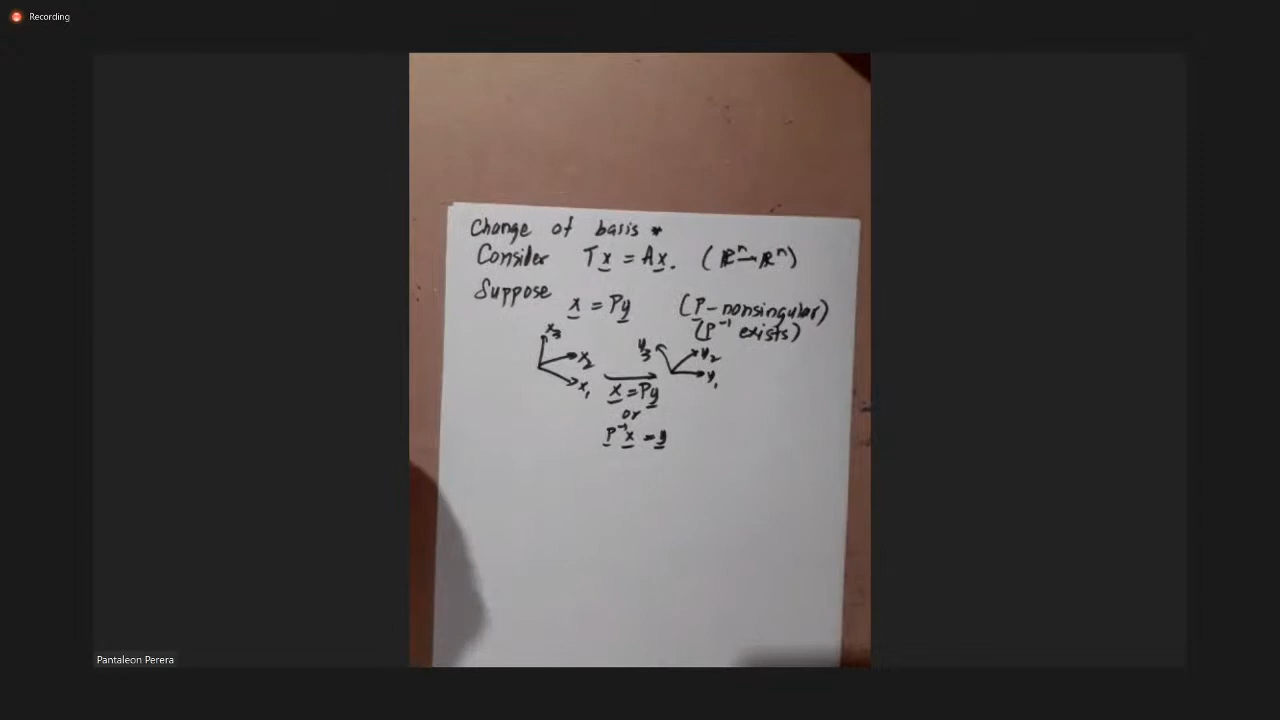 Recording
Change of basis *
Consider Tx = Ax. (ℝⁿ→ℝⁿ)
Suppose x = Py (P-nonsingular)
(P⁻¹ exists)
x₃ x₂ x₁ y₃ y₂ y₁
x = Py
or
P⁻¹x = y
Pantaleon Perera